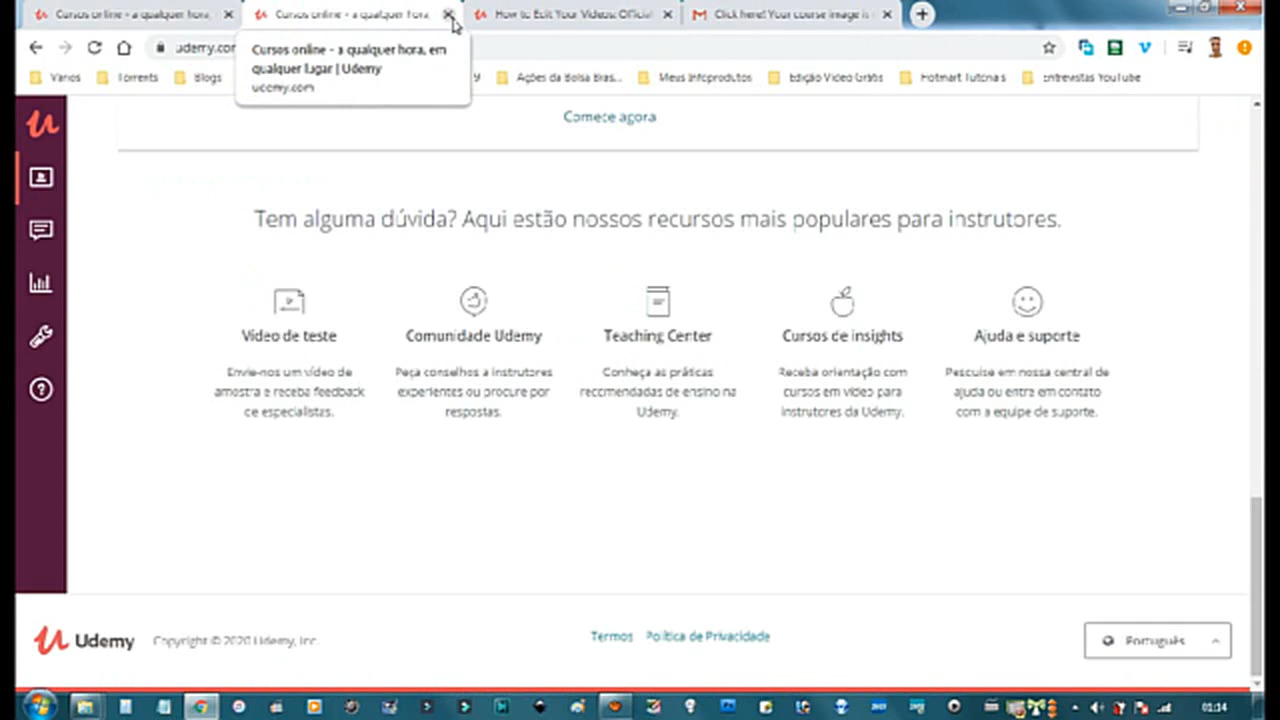 Cursos online - a qualquer hora,
Cursos online - a qualquer hora,
How to Edit Your Videos: Official
Click here! Your course image is
udemy.com
Cursos online - a qualquer hora, em
qualquer lugar | Udemy
udemy.com
Vários
Torrents
Blogs
Ações da Bolsa Bras...
Meus Infoprodutos
Edição Vídeo Grátis
Hotmart Tutoriais
Entrevistas YouTube
Comece agora
Tem alguma dúvida? Aqui estão nossos recursos mais populares para instrutores.
Vídeo de teste
Envie-nos um vídeo de
amostra e receba feedback
de especialistas.
Comunidade Udemy
Peça conselhos a instrutores
experientes ou procure por
respostas.
Teaching Center
Conheça as práticas
recomendadas de ensino na
Udemy.
Cursos de insights
Receba orientação com
cursos em vídeo para
instrutores da Udemy.
Ajuda e suporte
Pesquise em nossa central de
ajuda ou entre em contato
com a equipe de suporte.
Udemy
Copyright © 2020 Udemy, Inc.
Termos
Política de Privacidade
Português
01:14